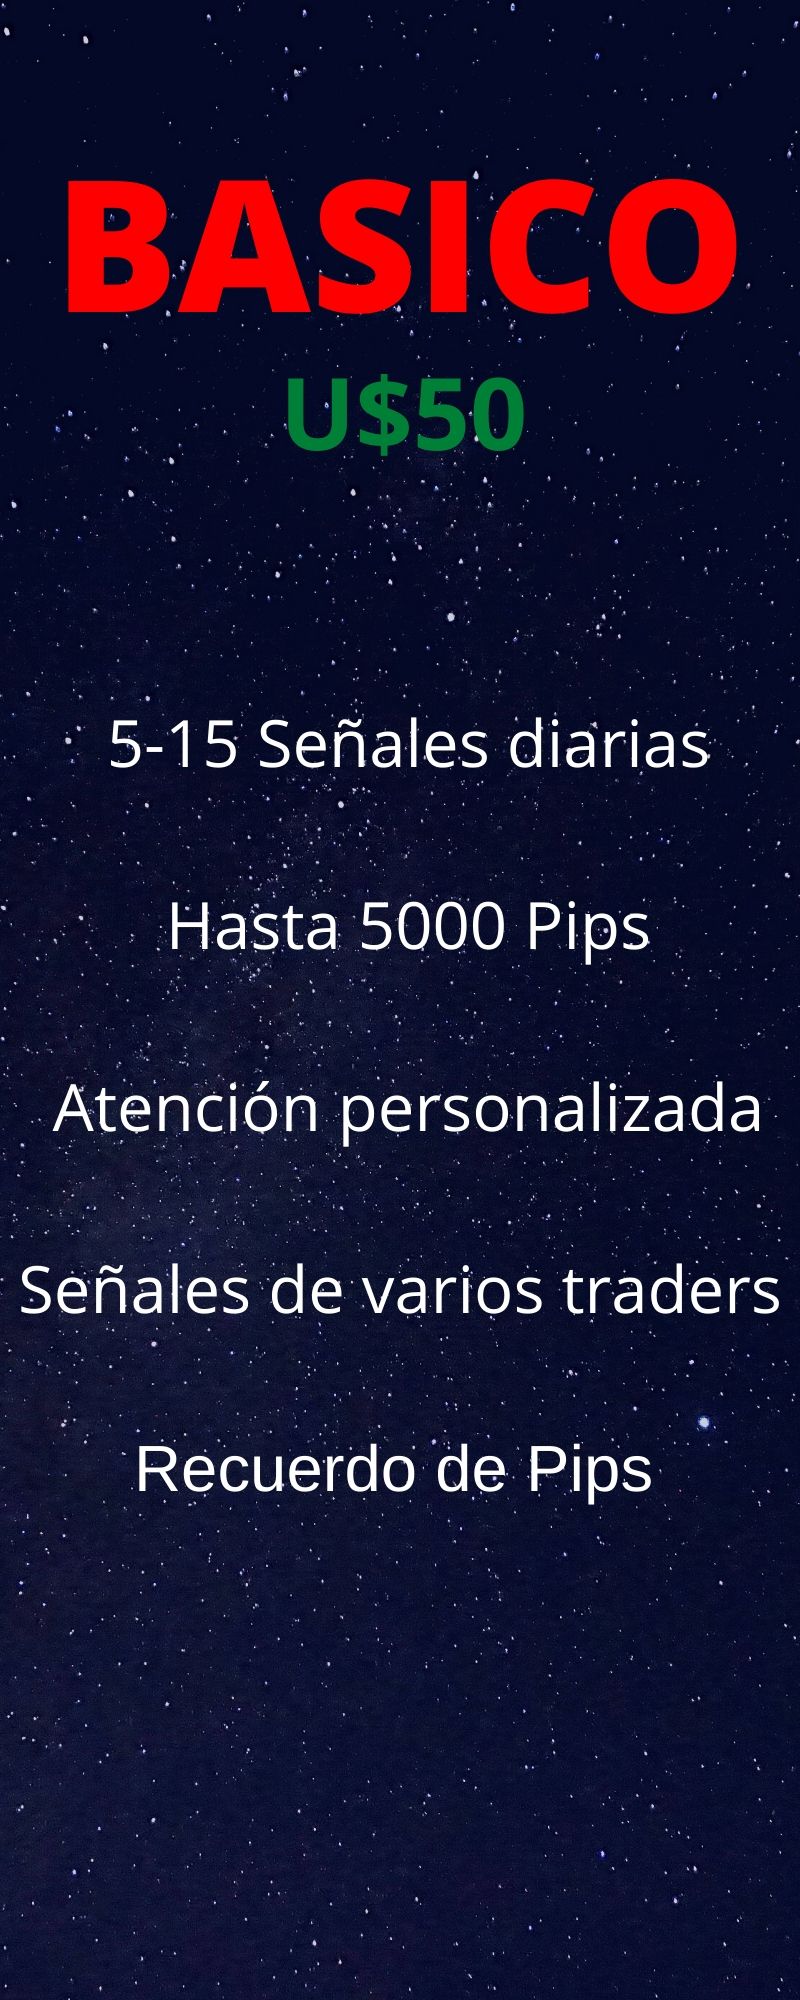 BASICO
U$50
5-15 Señales diarias
Hasta 5000 Pips
Atención personalizada
Señales de varios traders
Recuerdo de Pips